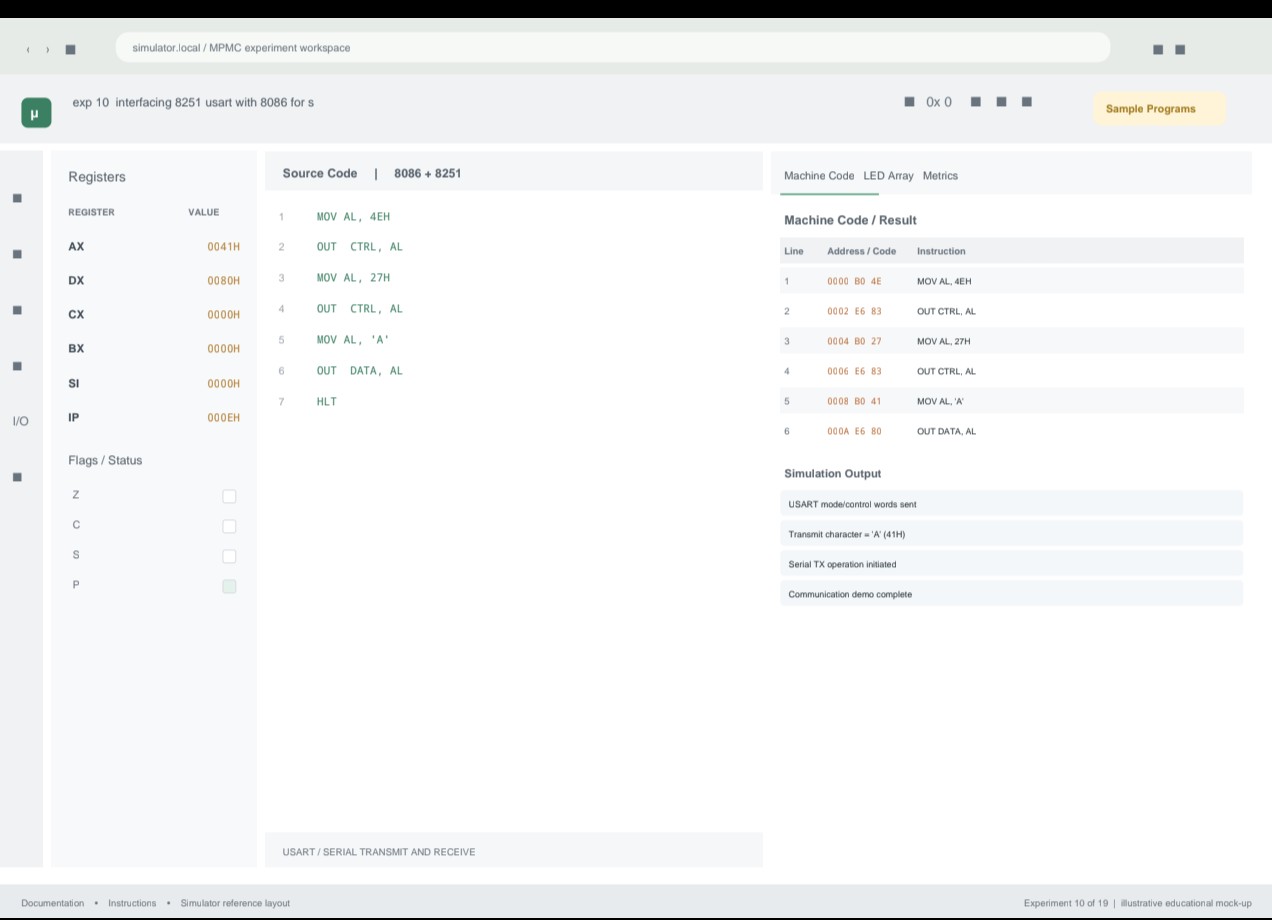 simulator.local / MPMC experiment workspace
µ
exp 10 interfacing 8251 usart with 8086 for s
0x 0
Sample Programs
I/O
Registers
REGISTER VALUE
AX 0041H
DX 0080H
CX 0000H
BX 0000H
SI 0000H
IP 000EH
Flags / Status
Z
C
S
P
Source Code | 8086 + 8251
1 MOV AL, 4EH
2 OUT CTRL, AL
3 MOV AL, 27H
4 OUT CTRL, AL
5 MOV AL, 'A'
6 OUT DATA, AL
7 HLT
USART / SERIAL TRANSMIT AND RECEIVE
Machine Code LED Array Metrics
Machine Code / Result
Line Address / Code Instruction
1 0000 B0 4E MOV AL, 4EH
2 0002 E6 83 OUT CTRL, AL
3 0004 B0 27 MOV AL, 27H
4 0006 E6 83 OUT CTRL, AL
5 0008 B0 41 MOV AL, 'A'
6 000A E6 80 OUT DATA, AL
Simulation Output
USART mode/control words sent
Transmit character = 'A' (41H)
Serial TX operation initiated
Communication demo complete
Documentation • Instructions • Simulator reference layout
Experiment 10 of 19 | illustrative educational mock-up